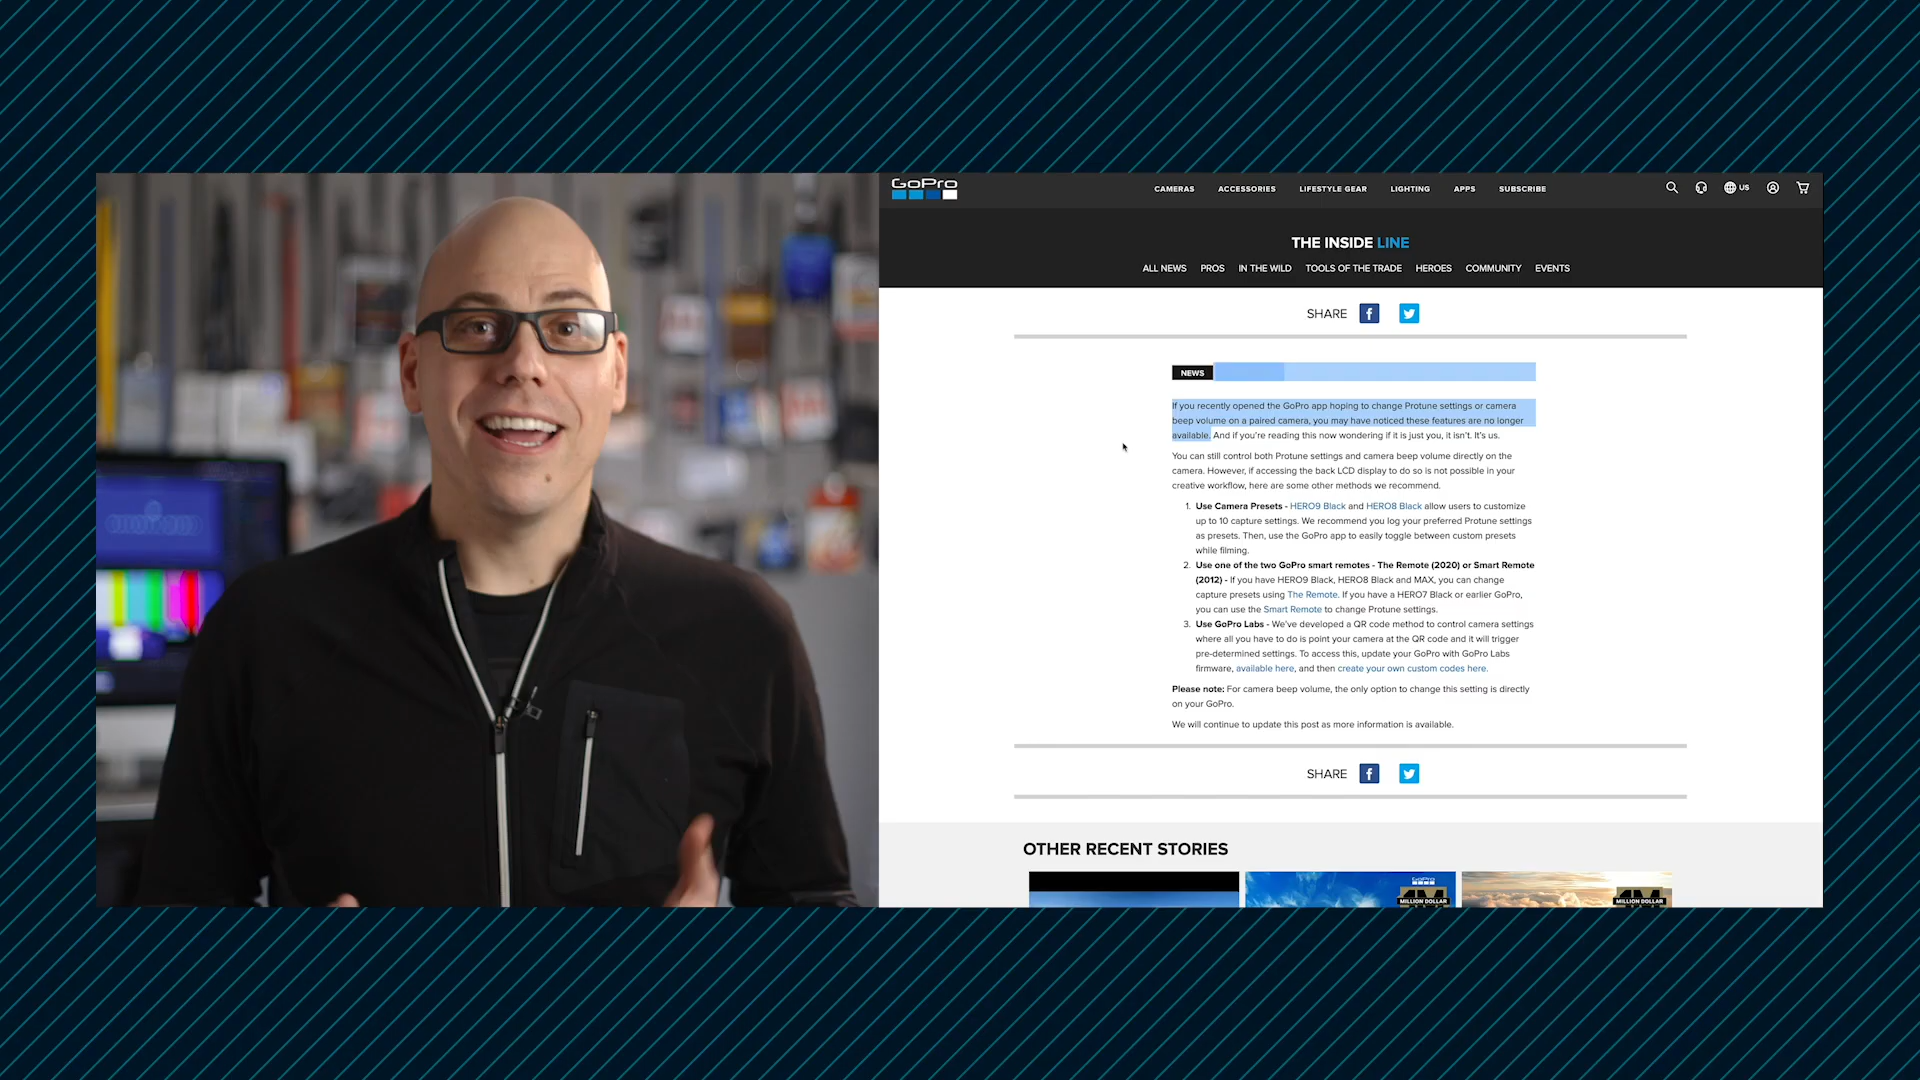 GoPro
CAMERAS ACCESSORIES LIFESTYLE GEAR LIGHTING APPS SUBSCRIBE
US
THE INSIDE LINE
ALL NEWS PROS IN THE WILD TOOLS OF THE TRADE HEROES COMMUNITY EVENTS
SHARE
NEWS
If you recently opened the GoPro app hoping to change Protune settings or camera
beep volume on a paired camera, you may have noticed these features are no longer
available. And if you're reading this now wondering if it is just you, it isn't. It's us.
You can still control both Protune settings and camera beep volume directly on the
camera. However, if accessing the back LCD display to do so is not possible in your
creative workflow, here are some other methods we recommend.
1. Use Camera Presets - HERO9 Black and HERO8 Black allow users to customize
up to 10 capture settings. We recommend you log your preferred Protune settings
as presets. Then, use the GoPro app to easily toggle between custom presets
while filming.
2. Use one of the two GoPro smart remotes - The Remote (2020) or Smart Remote
(2012) - If you have HERO9 Black, HERO8 Black and MAX, you can change
capture presets using The Remote. If you have a HERO7 Black or earlier GoPro,
you can use the Smart Remote to change Protune settings.
3. Use GoPro Labs - We've developed a QR code method to control camera settings
where all you have to do is point your camera at the QR code and it will trigger
pre-determined settings. To access this, update your GoPro with GoPro Labs
firmware, available here, and then create your own custom codes here.
Please note: For camera beep volume, the only option to change this setting is directly
on your GoPro.
We will continue to update this post as more information is available.
SHARE
OTHER RECENT STORIES
GoPro
MILLION DOLLAR
MILLION DOLLAR